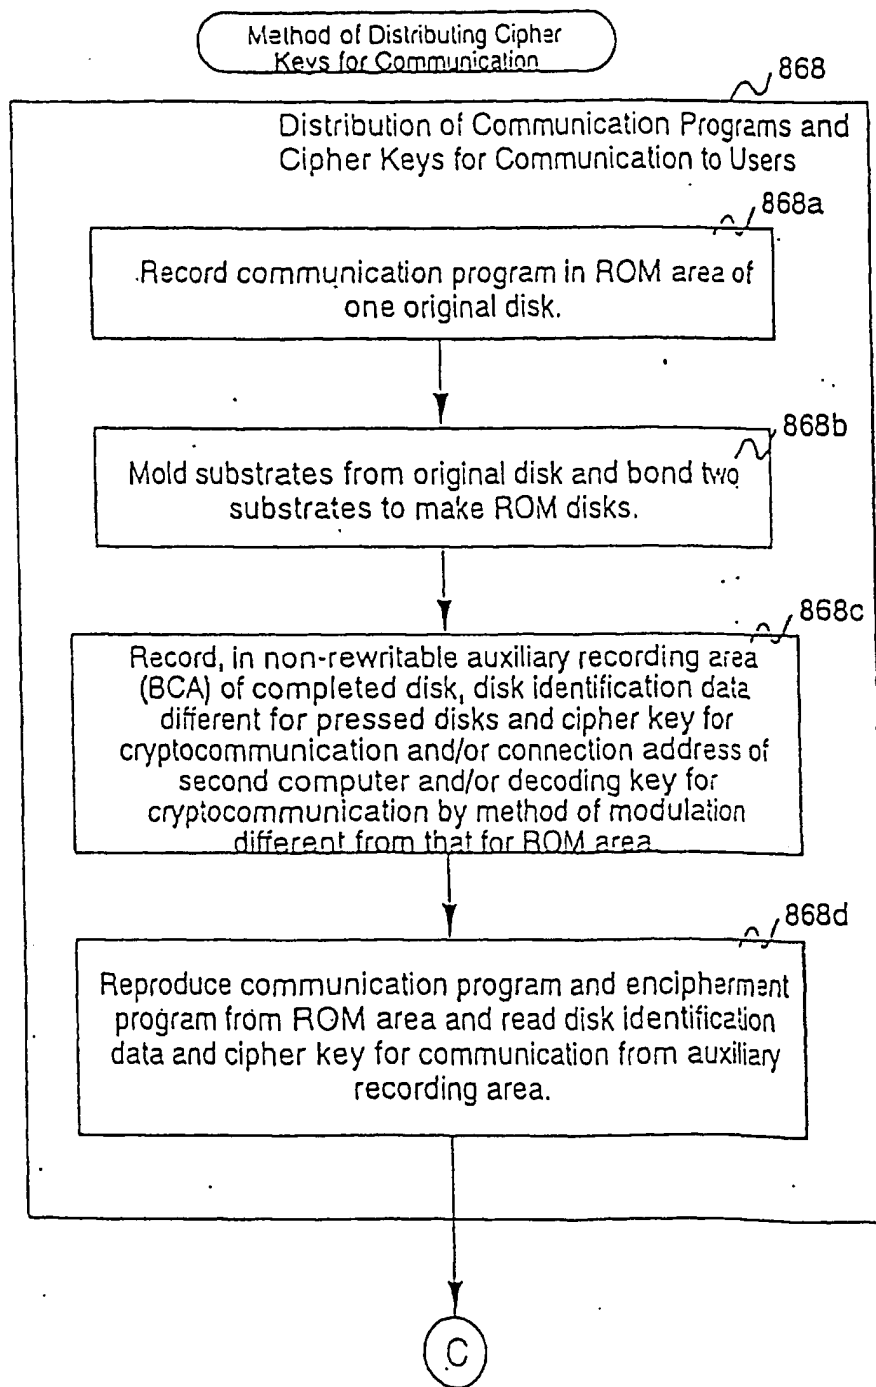 Method of Distributing Cipher
Keys for Communication
868
Distribution of Communication Programs and
Cipher Keys for Communication to Users
868a
Record communication program in ROM area of
one original disk.
868b
Mold substrates from original disk and bond two
substrates to make ROM disks.
868c
Record, in non-rewritable auxiliary recording area
(BCA) of completed disk, disk identification data
different for pressed disks and cipher key for
cryptocommunication and/or connection address of
second computer and/or decoding key for
cryptocommunication by method of modulation
different from that for ROM area
868d
Reproduce communication program and encipherment
program from ROM area and read disk identification
data and cipher key for communication from auxiliary
recording area.
C